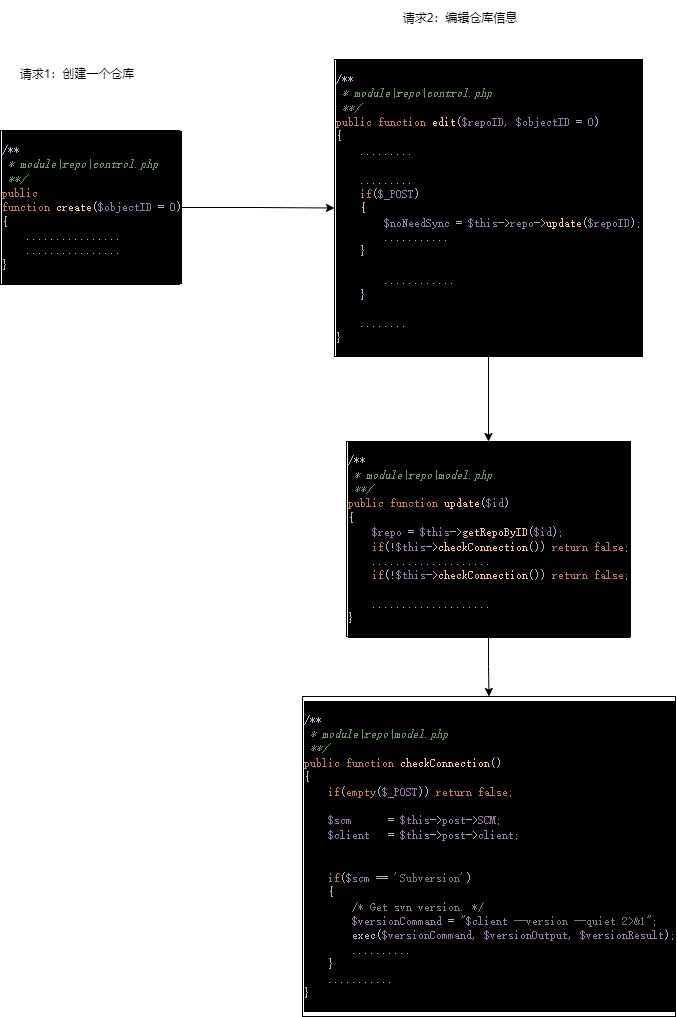 请求2：编辑仓库信息
请求1：创建一个仓库
/**
* module|repo|control.php
**/
public
function create($objectID = 0)
{
................
................
}
/**
* module|repo|control.php
**/
public function edit($repoID, $objectID = 0)
{
.........
.........
if($_POST)
{
$noNeedSync = $this->repo->update($repoID);
...........
}
............
}
........
}
/**
* module|repo|model.php
**/
public function update($id)
{
$repo = $this->getRepoByID($id);
if(!$this->checkConnection()) return false;
....................
if(!$this->checkConnection()) return false;
....................
}
/**
* module|repo|model.php
**/
public function checkConnection()
{
if(empty($_POST)) return false;
$scm = $this->post->SCM;
$client = $this->post->client;
if($scm == 'Subversion')
{
/* Get svn version. */
$versionCommand = "$client --version --quiet 2>&1";
exec($versionCommand, $versionOutput, $versionResult);
..........
}
...........
}